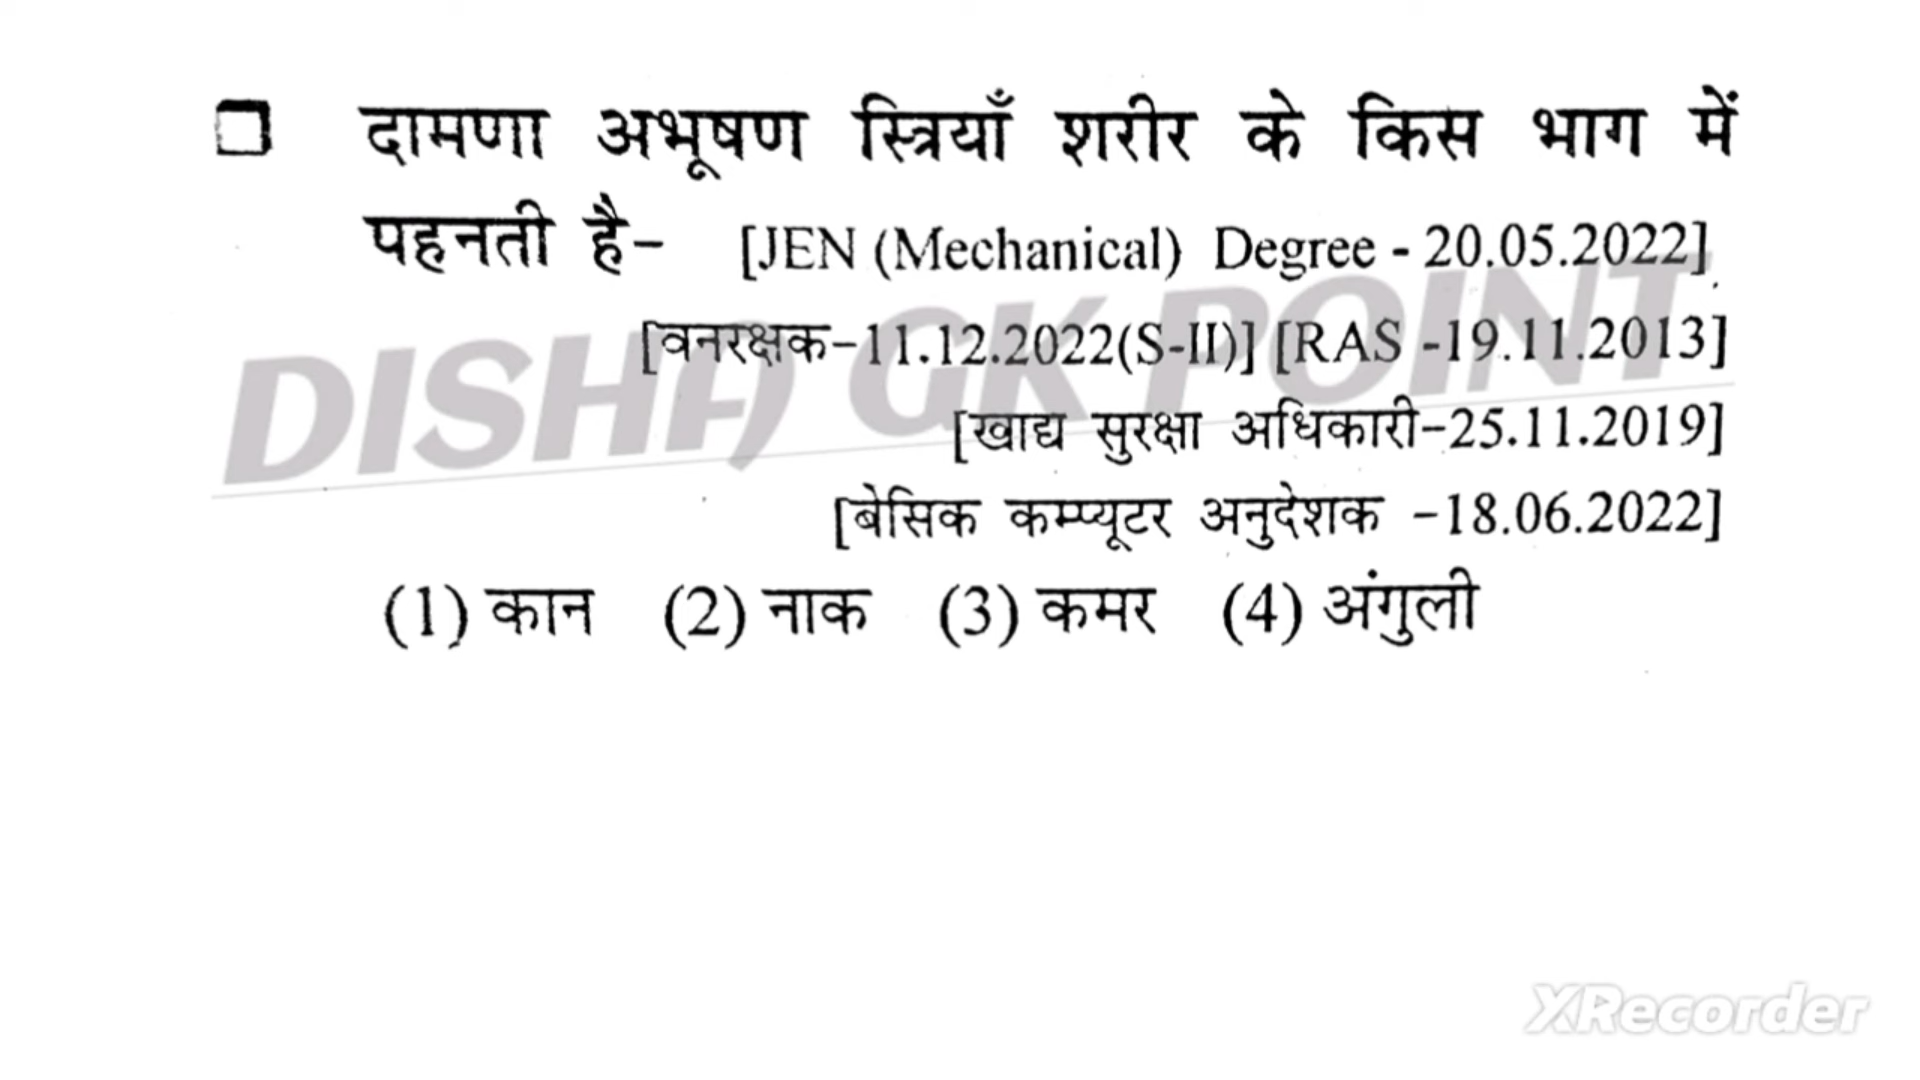 दामणा अभूषण स्त्रियाँ शरीर के किस भाग में
पहनती है- [JEN (Mechanical) Degree - 20.05.2022]
[वनरक्षक-11.12.2022(S-II)] [RAS -19.11.2013]
DISHA GK POINT
[खाद्य सुरक्षा अधिकारी-25.11.2019]
[बेसिक कम्प्यूटर अनुदेशक -18.06.2022]
(1) कान (2) नाक (3) कमर (4) अंगुली
XRecorder